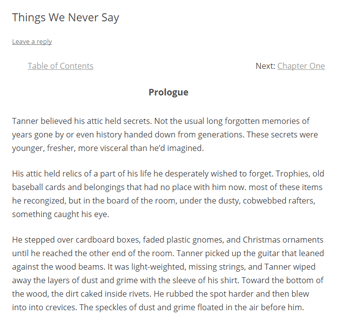 Things We Never Say
Leave a reply
Table of Contents
Next: Chapter One
Prologue
Tanner believed his attic held secrets. Not the usual long forgotten memories of
years gone by or even history handed down from generations. These secrets were
younger, fresher, more visceral than he'd imagined.
His attic held relics of a part of his life he desperately wished to forget. Trophies, old
baseball cards and belongings that had no place with him now. most of these items
he recongized, but in the board of the room, under the dusty, cobwebbed rafters,
something caught his eye.
He stepped over cardboard boxes, faded plastic gnomes, and Christmas ornaments
until he reached the other end of the room. Tanner picked up the guitar that leaned
against the wood beams. It was light-weighted, missing strings, and Tanner wiped
away the layers of dust and grime with the sleeve of his shirt. Toward the bottom of
the wood, the dirt caked inside rivets. He rubbed the spot harder and then blew
into into crevices. The speckles of dust and grime floated in the air before him.